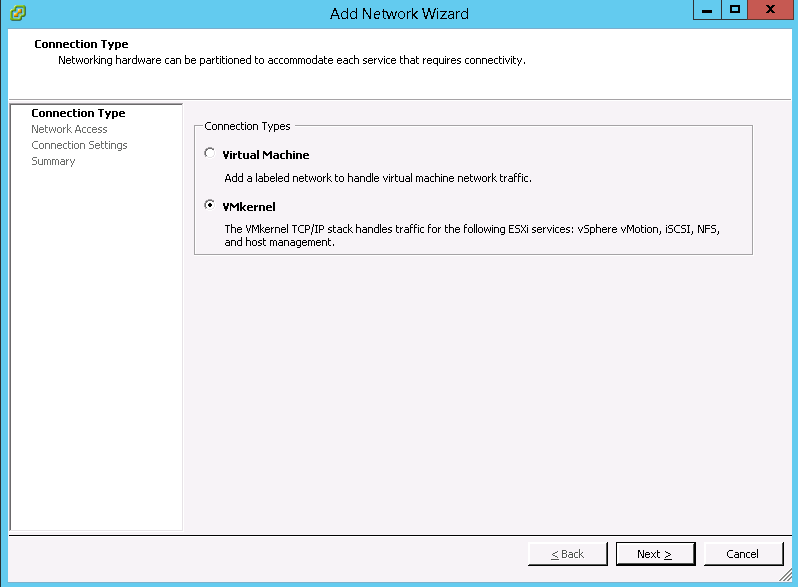 Add Network Wizard
Connection Type
Networking hardware can be partitioned to accommodate each service that requires connectivity.
Connection Type
Network Access
Connection Settings
Summary
Connection Types
Virtual Machine
Add a labeled network to handle virtual machine network traffic.
VMkernel
The VMkernel TCP/IP stack handles traffic for the following ESXi services: vSphere vMotion, iSCSI, NFS,
and host management.
< Back
Next >
Cancel